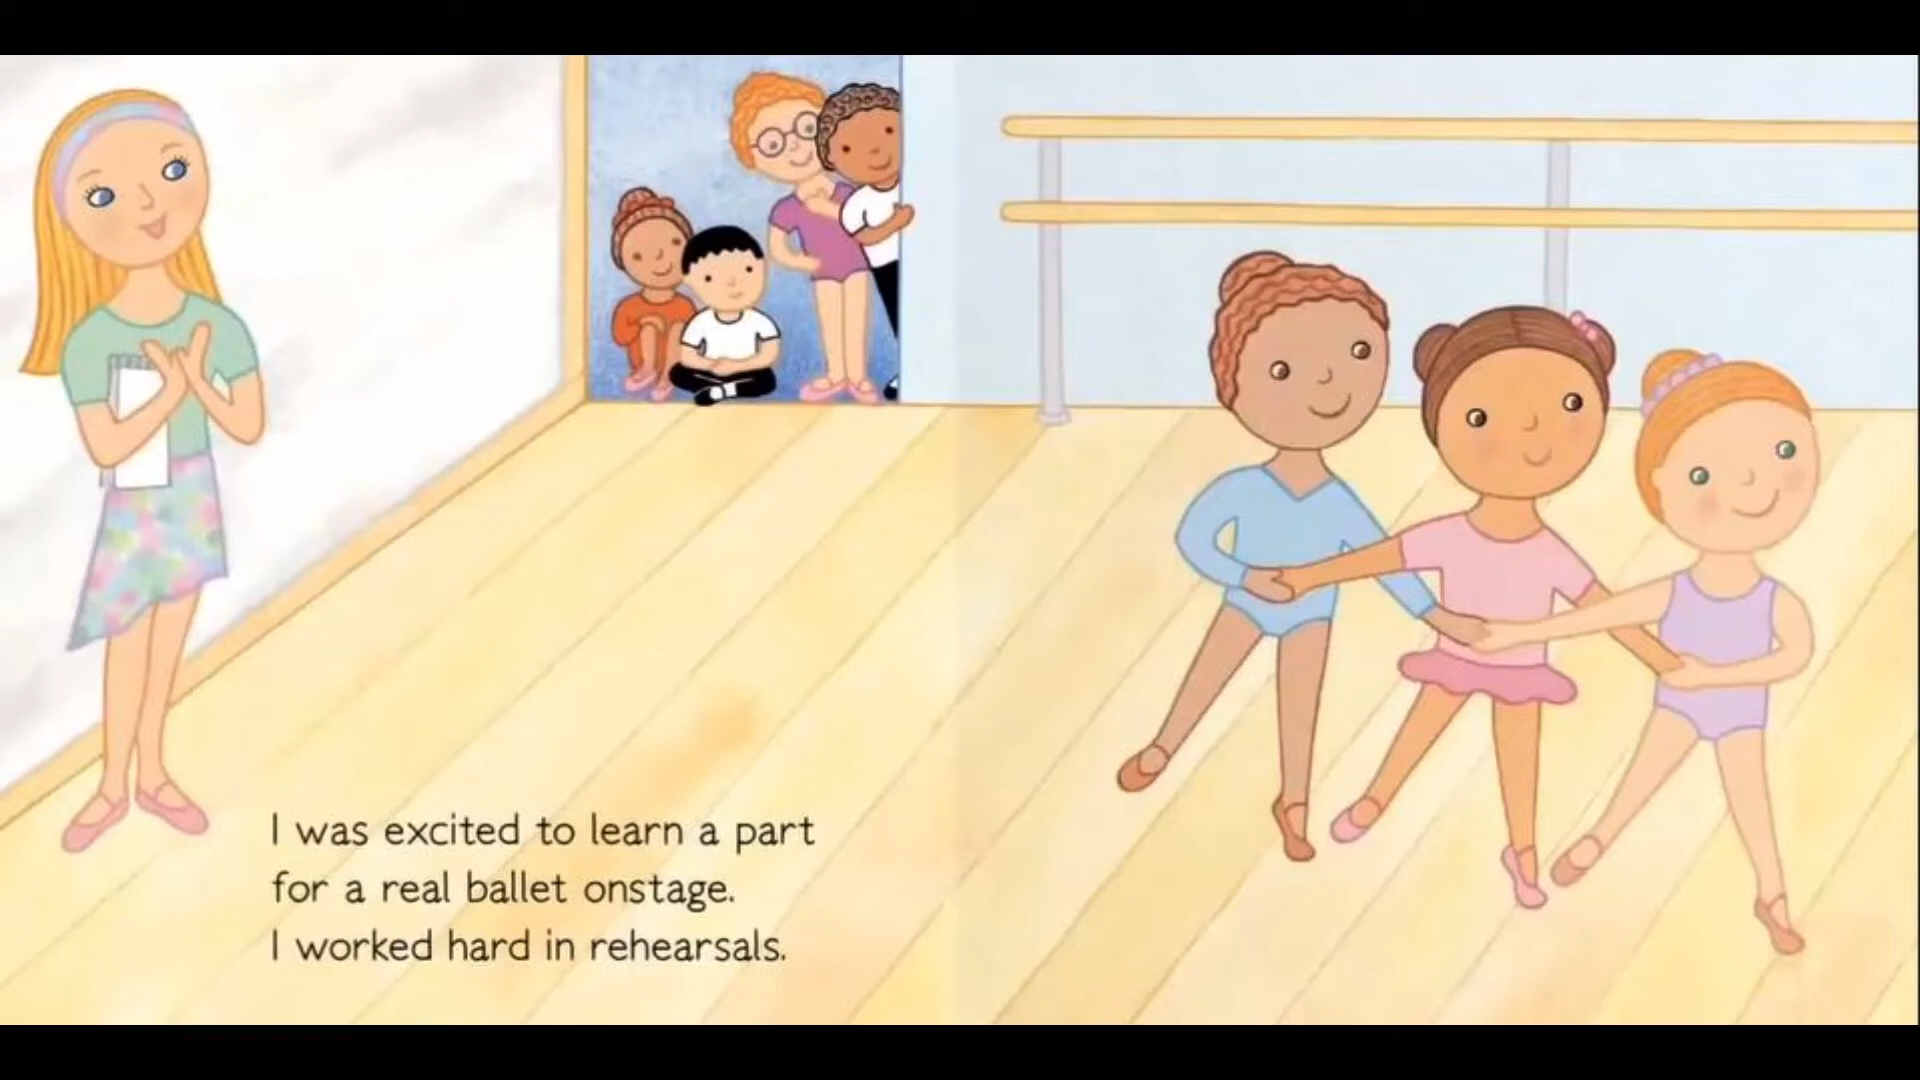 I was excited to learn a part
for a real ballet onstage.
I worked hard in rehearsals.